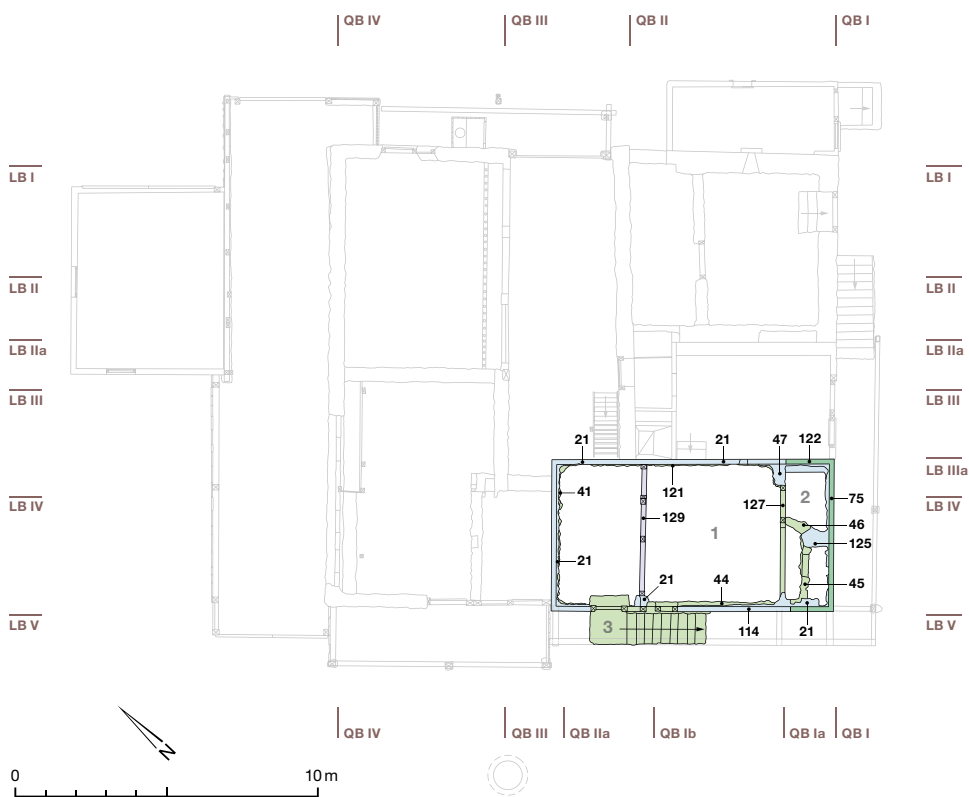 QB IV QB III QB II QB I
LB I LB I
LB II LB II
LB IIa LB IIa
LB III LB III
21 21 47 122
LB IIIa
41 121 2 75
LB IV 127 LB IV
129 1 46
125
21 21 44 45
LB V 3 114 21 LB V
QB IV QB III QB IIa QB Ib QB Ia QB I
N
0 10 m